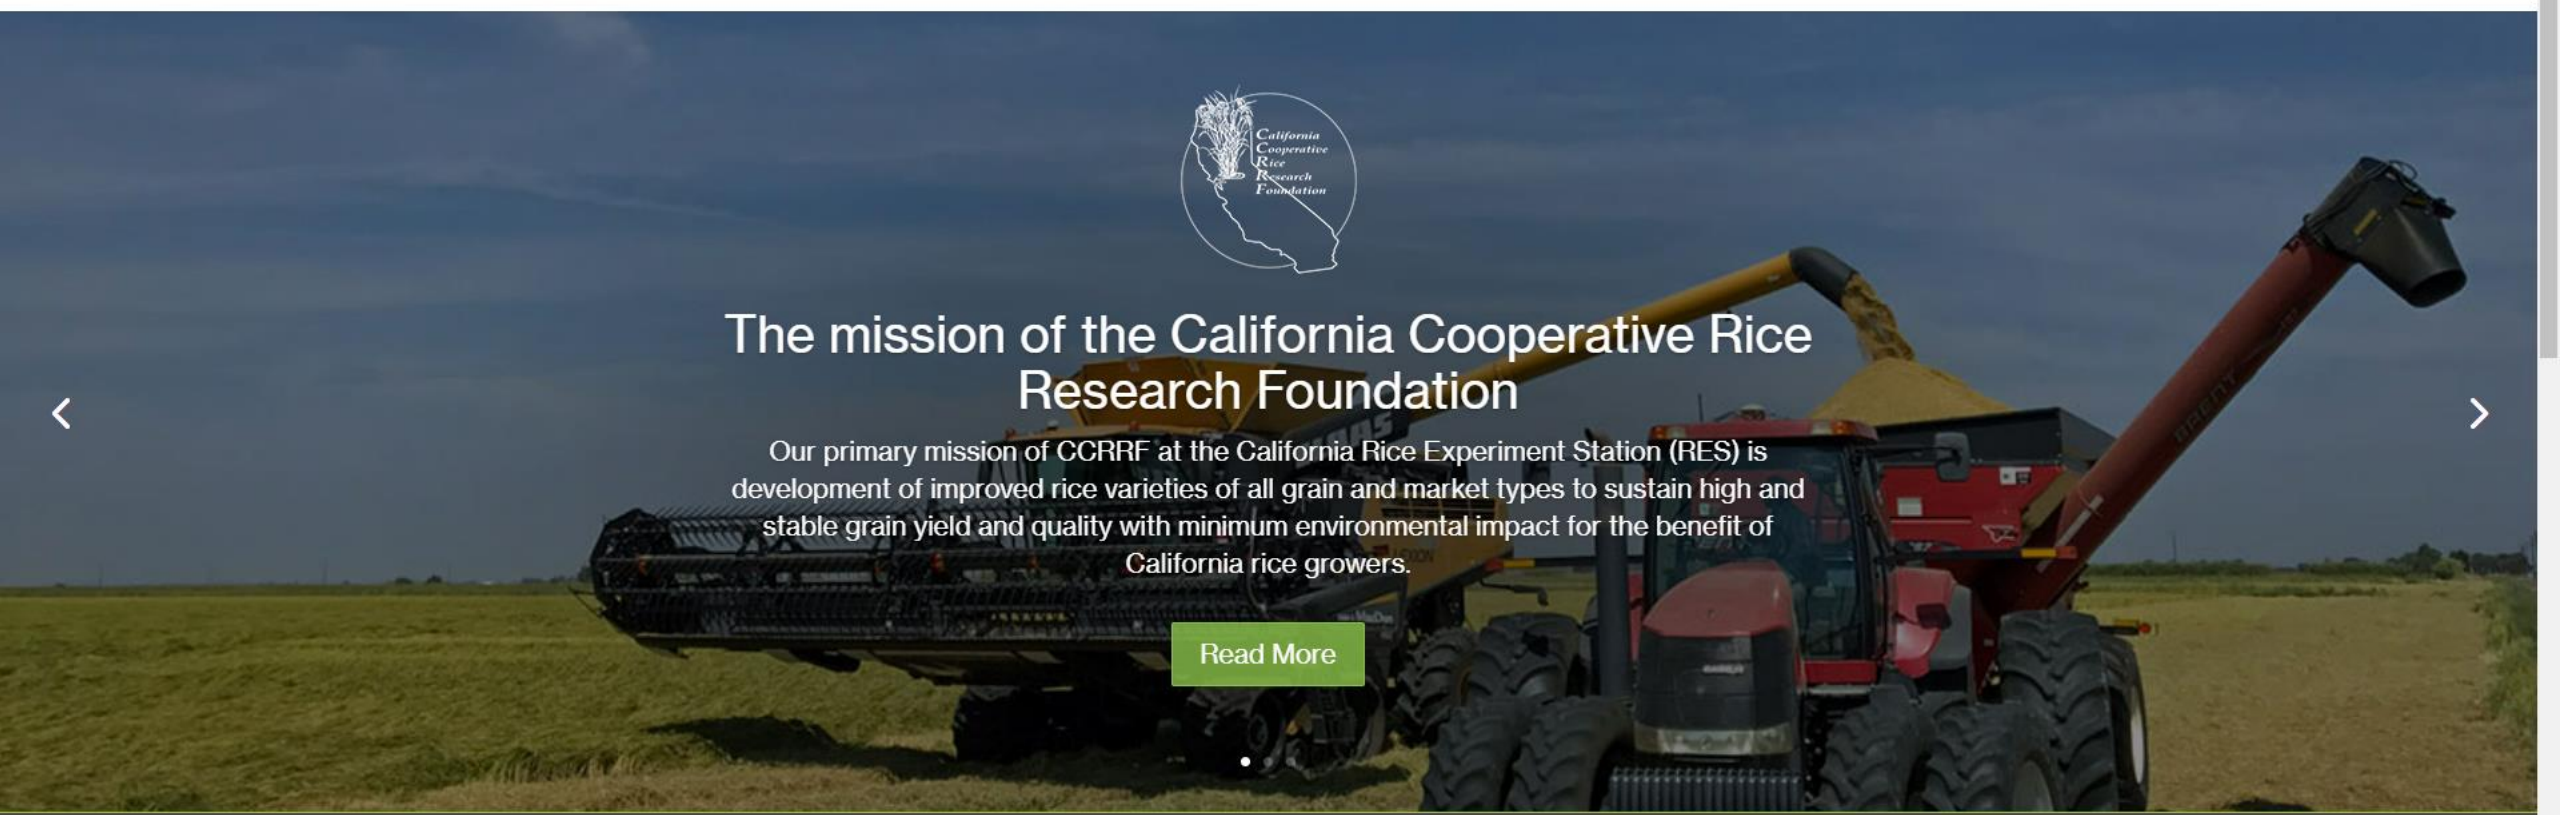 California
Cooperative
Rice
Research
Foundation
The mission of the California Cooperative Rice
Research Foundation
Our primary mission of CCRRF at the California Rice Experiment Station (RES) is
development of improved rice varieties of all grain and market types to sustain high and
stable grain yield and quality with minimum environmental impact for the benefit of
California rice growers.
Read More
BRENT
LEXION